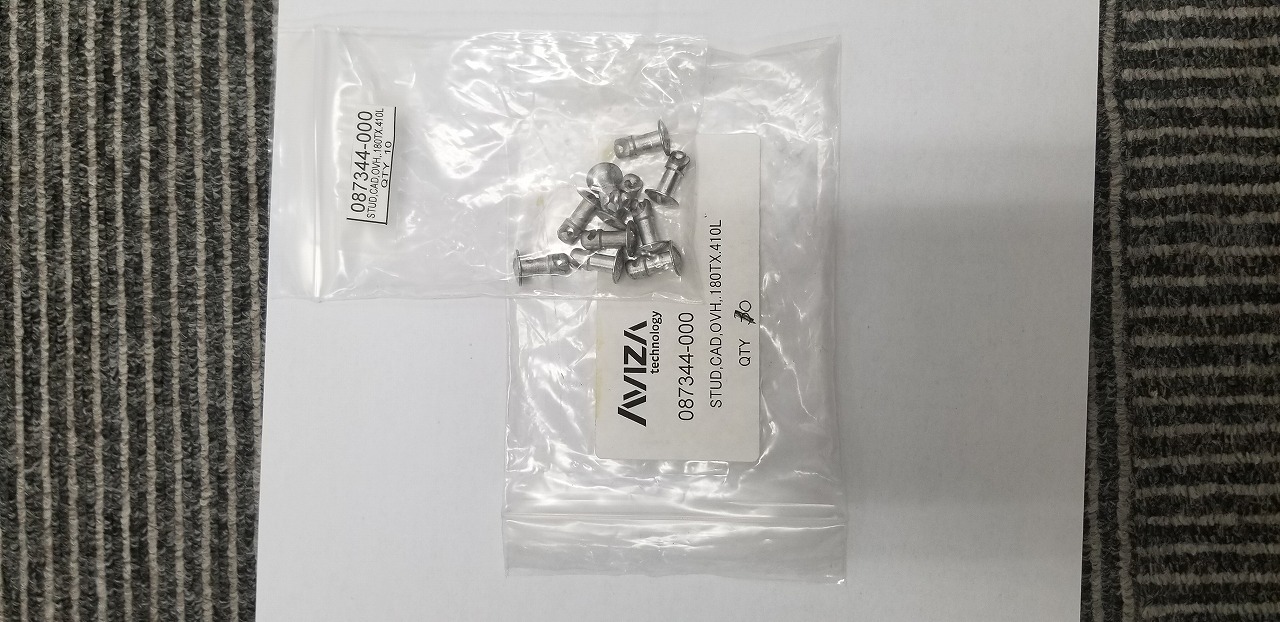 087344-000
STUD,CAD,OVH,.180TX.410L
QTY 10
AVIZA
technology
087344-000
STUD,CAD,OVH,.180TX.410L
QTY 10